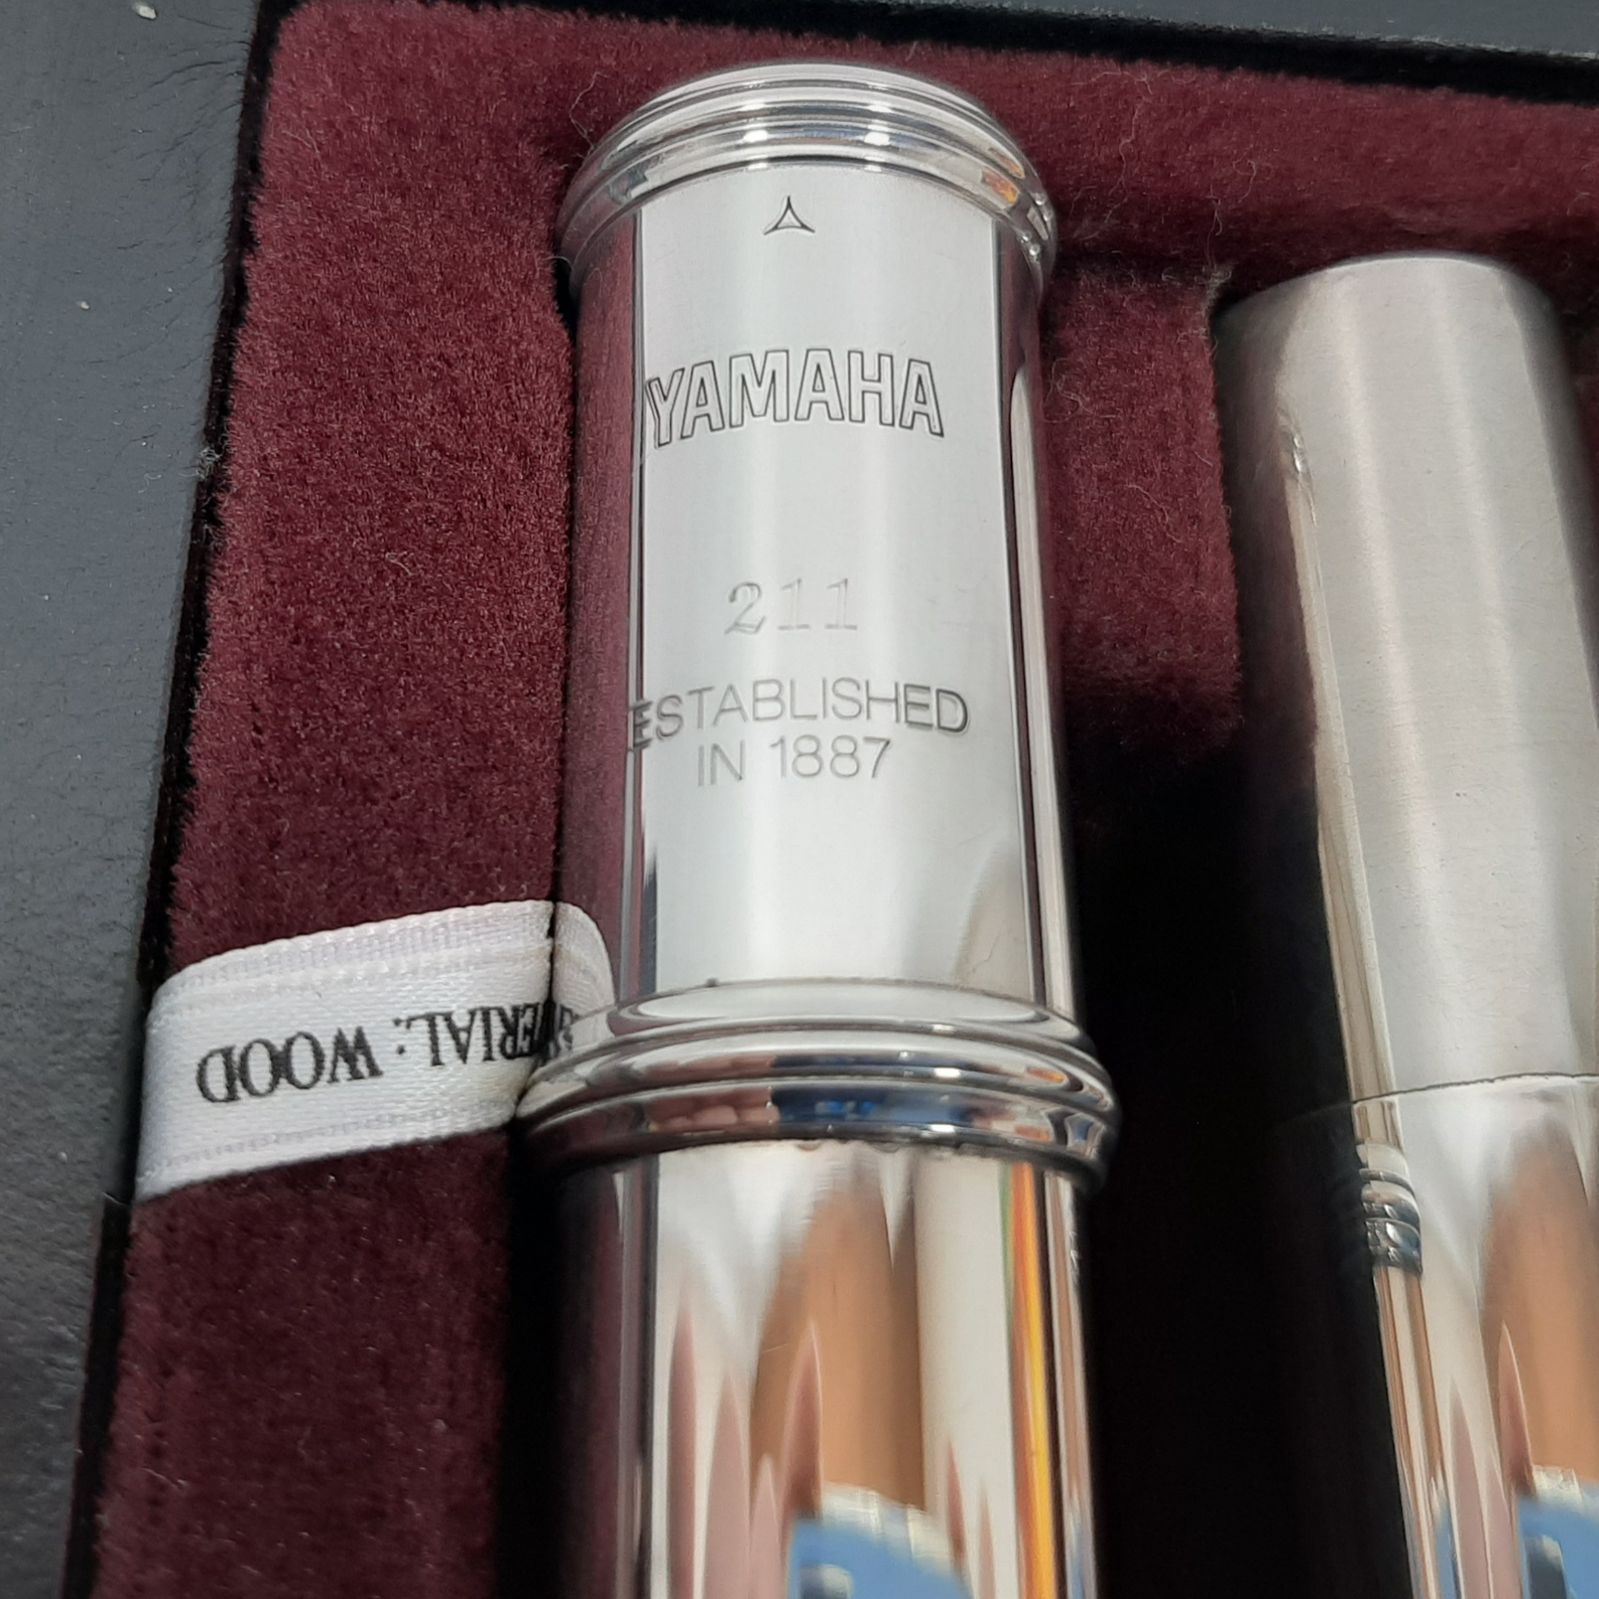 YAMAHA
211
ESTABLISHED
IN 1887
WOOD